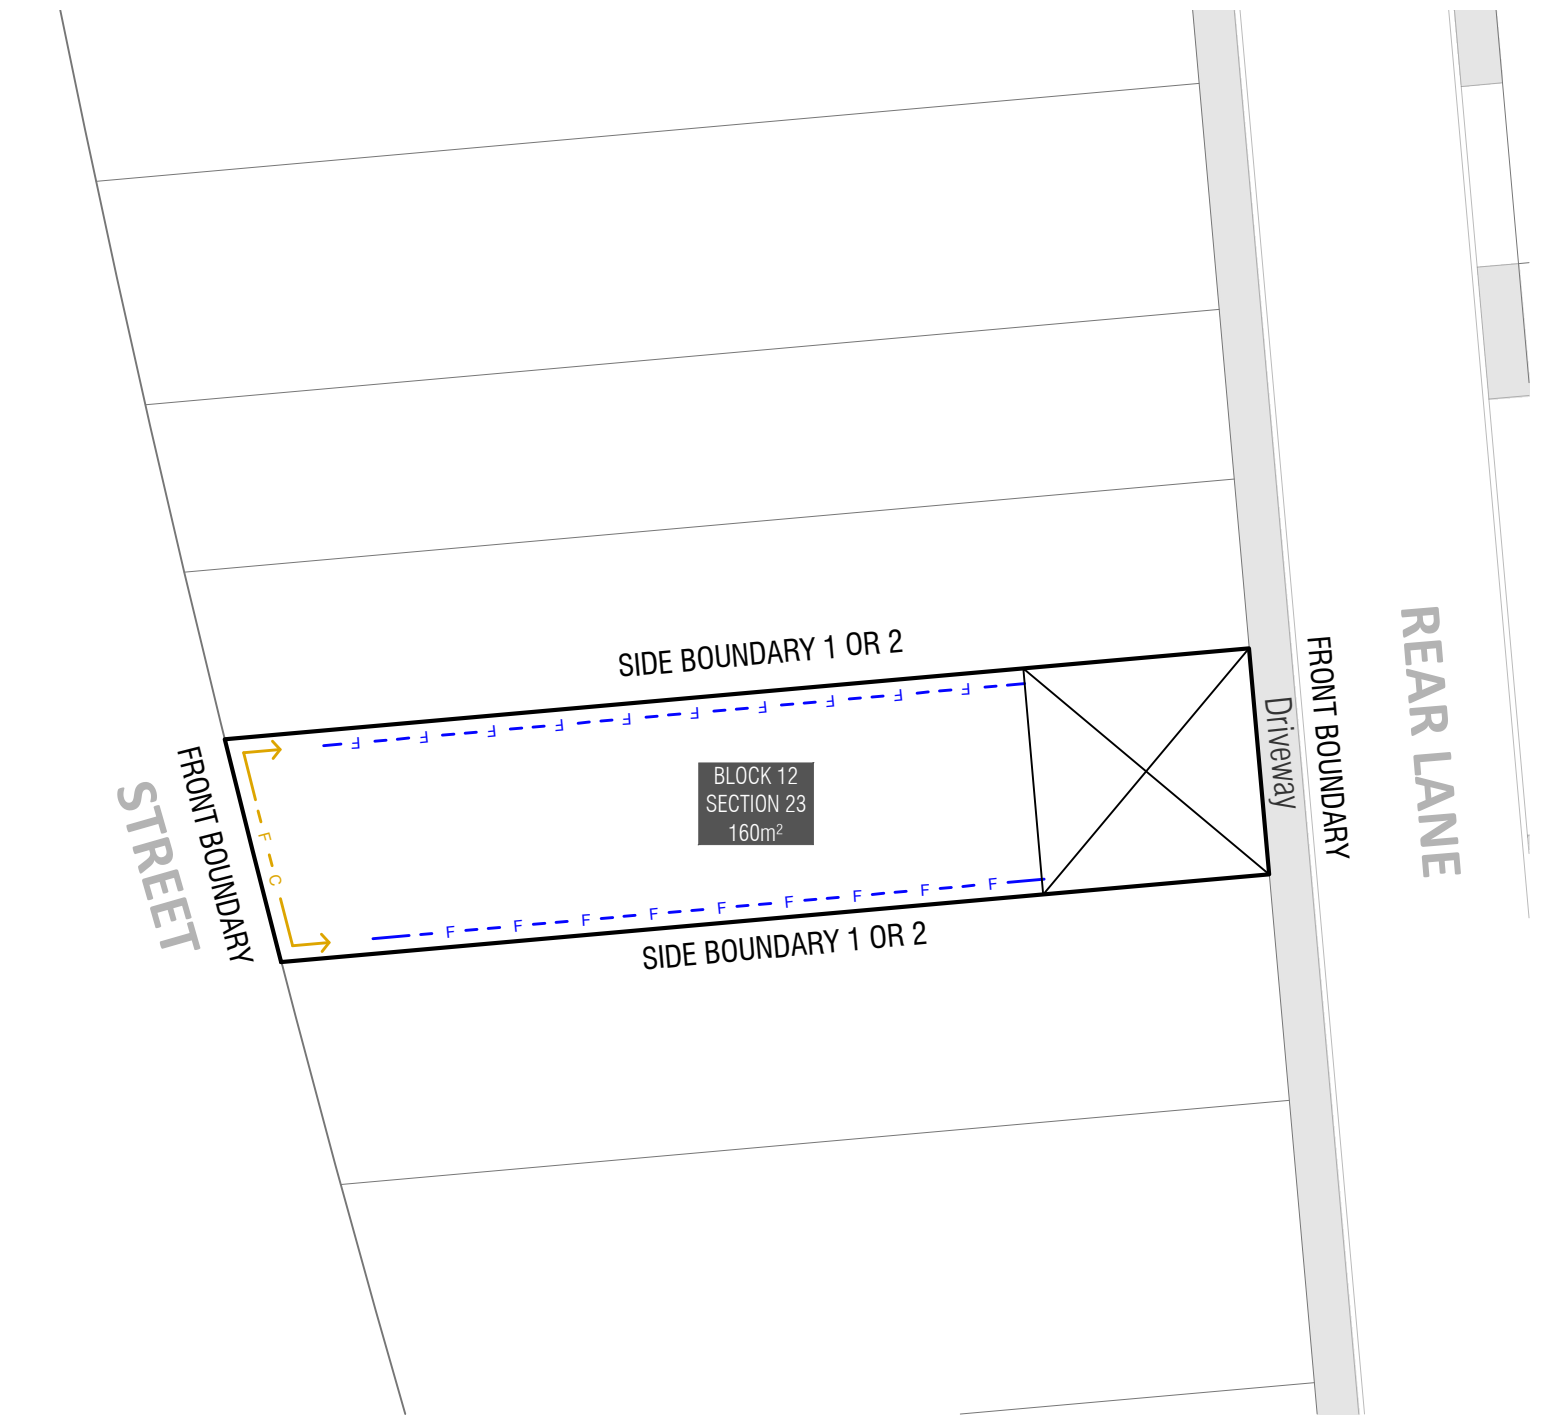 SIDE BOUNDARY 1 OR 2
F F F F F F F F F F
FRONT BOUNDARY
STREET
F
C
BLOCK 12
SECTION 23
160m²
Driveway
FRONT BOUNDARY
REAR LANE
F F F F F F F F F
SIDE BOUNDARY 1 OR 2